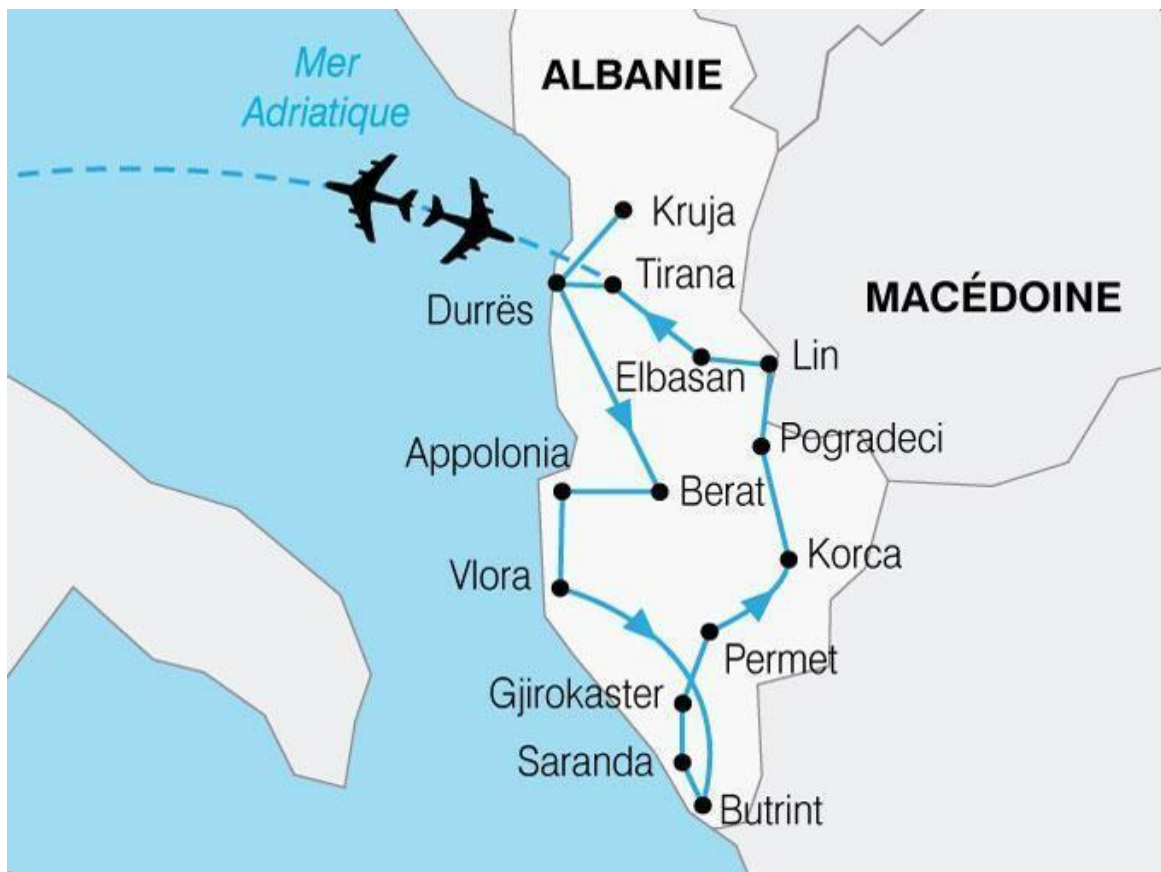 Mer
Adriatique
ALBANIE
Kruja
Tirana
Durrës
MACÉDOINE
Lin
Elbasan
Pogradeci
Appolonia
Berat
Korca
Vlora
Permet
Gjirokaster
Saranda
Butrint